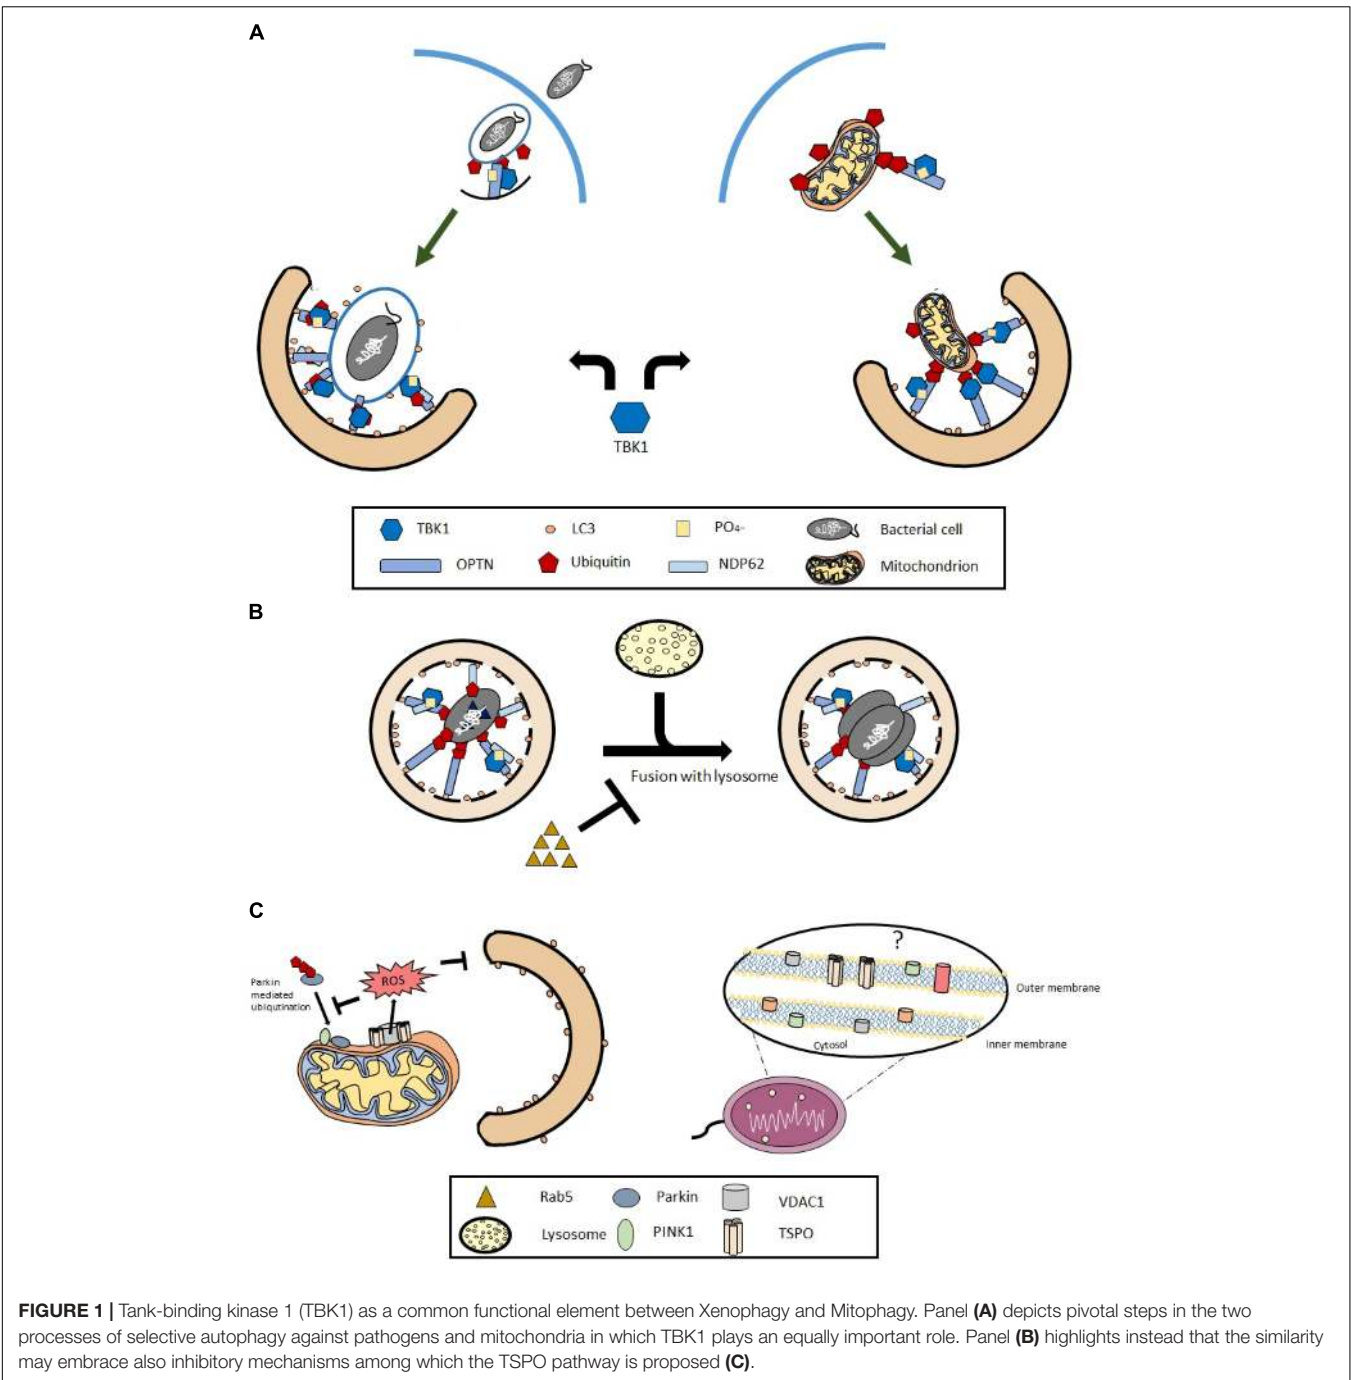 A
TBK1
TBK1
LC3
PO₄-
Bacterial cell
OPTN
Ubiquitin
NDP62
Mitochondrion
B
Fusion with lysosome
C
Parkin
mediated
ubiqutination
ROS
?
Outer membrane
Cytosol
Inner membrane
Rab5
Parkin
VDAC1
Lysosome
PINK1
TSPO
FIGURE 1 | Tank-binding kinase 1 (TBK1) as a common functional element between Xenophagy and Mitophagy. Panel (A) depicts pivotal steps in the two
processes of selective autophagy against pathogens and mitochondria in which TBK1 plays an equally important role. Panel (B) highlights instead that the similarity
may embrace also inhibitory mechanisms among which the TSPO pathway is proposed (C).